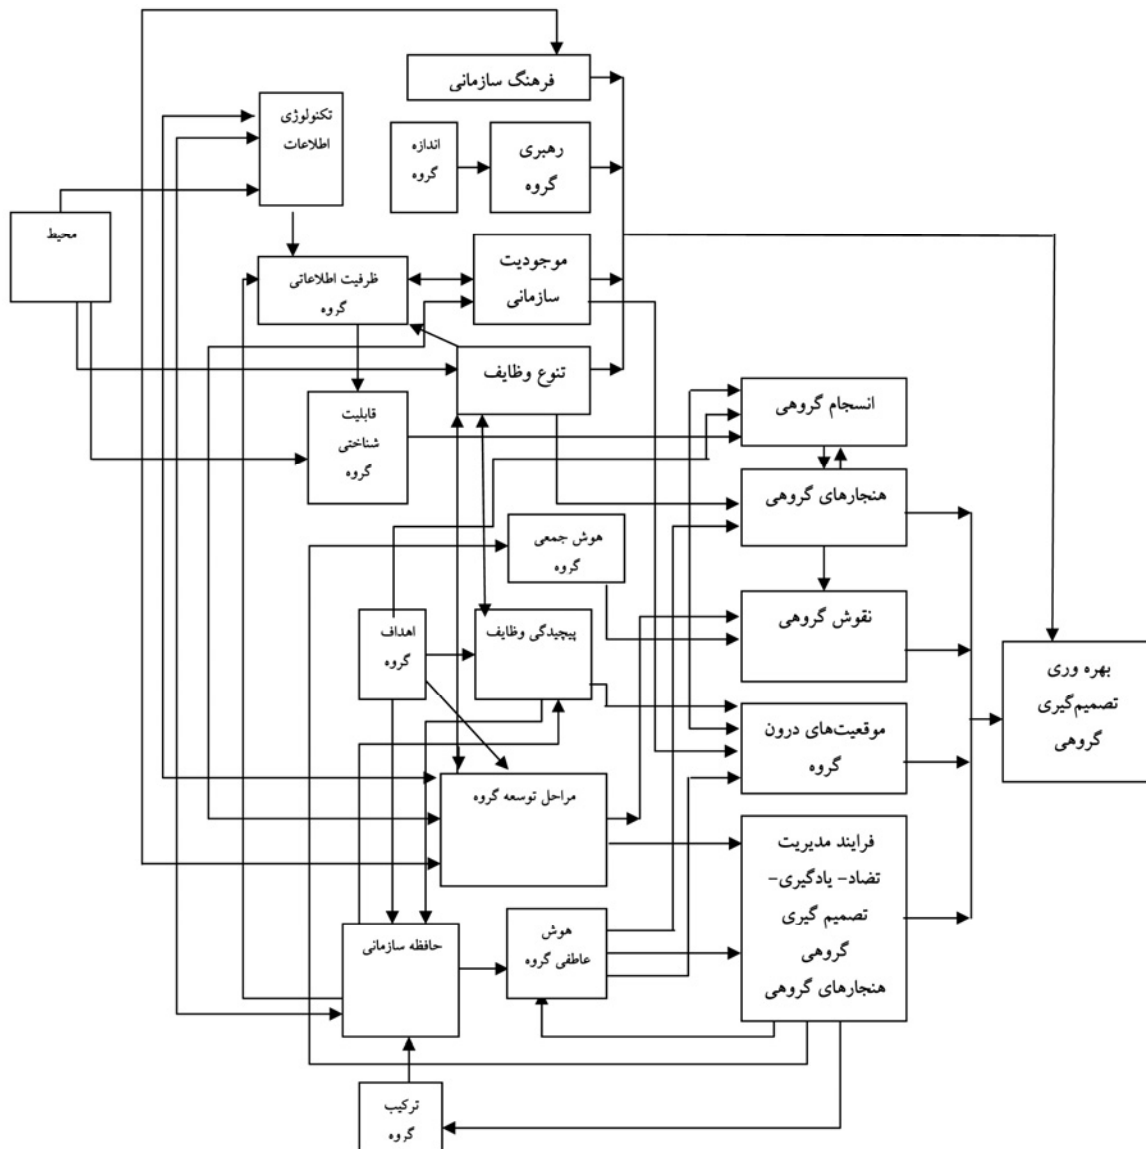 فرهنگ سازمانی
تکنولوژی
اطلاعات
اندازه
گروه
رهبری
گروه
محیط
موجودیت
سازمانی
ظرفیت اطلاعاتی
گروه
تنوع وظایف
قابلیت
شناختی
گروه
انسجام گروهی
هنجارهای گروهی
هوش جمعی
گروه
نقوش گروهی
اهداف
گروه
پیچیدگی وظایف
بهره وری
تصمیم‌گیری
گروهی
موقعیت‌های درون
گروه
مراحل توسعه گروه
فرایند مدیریت
تضاد- یادگیری-
تصمیم گیری
گروهی
هنجارهای گروهی
حافظه سازمانی
هوش
عاطفی گروه
ترکیب
گروه